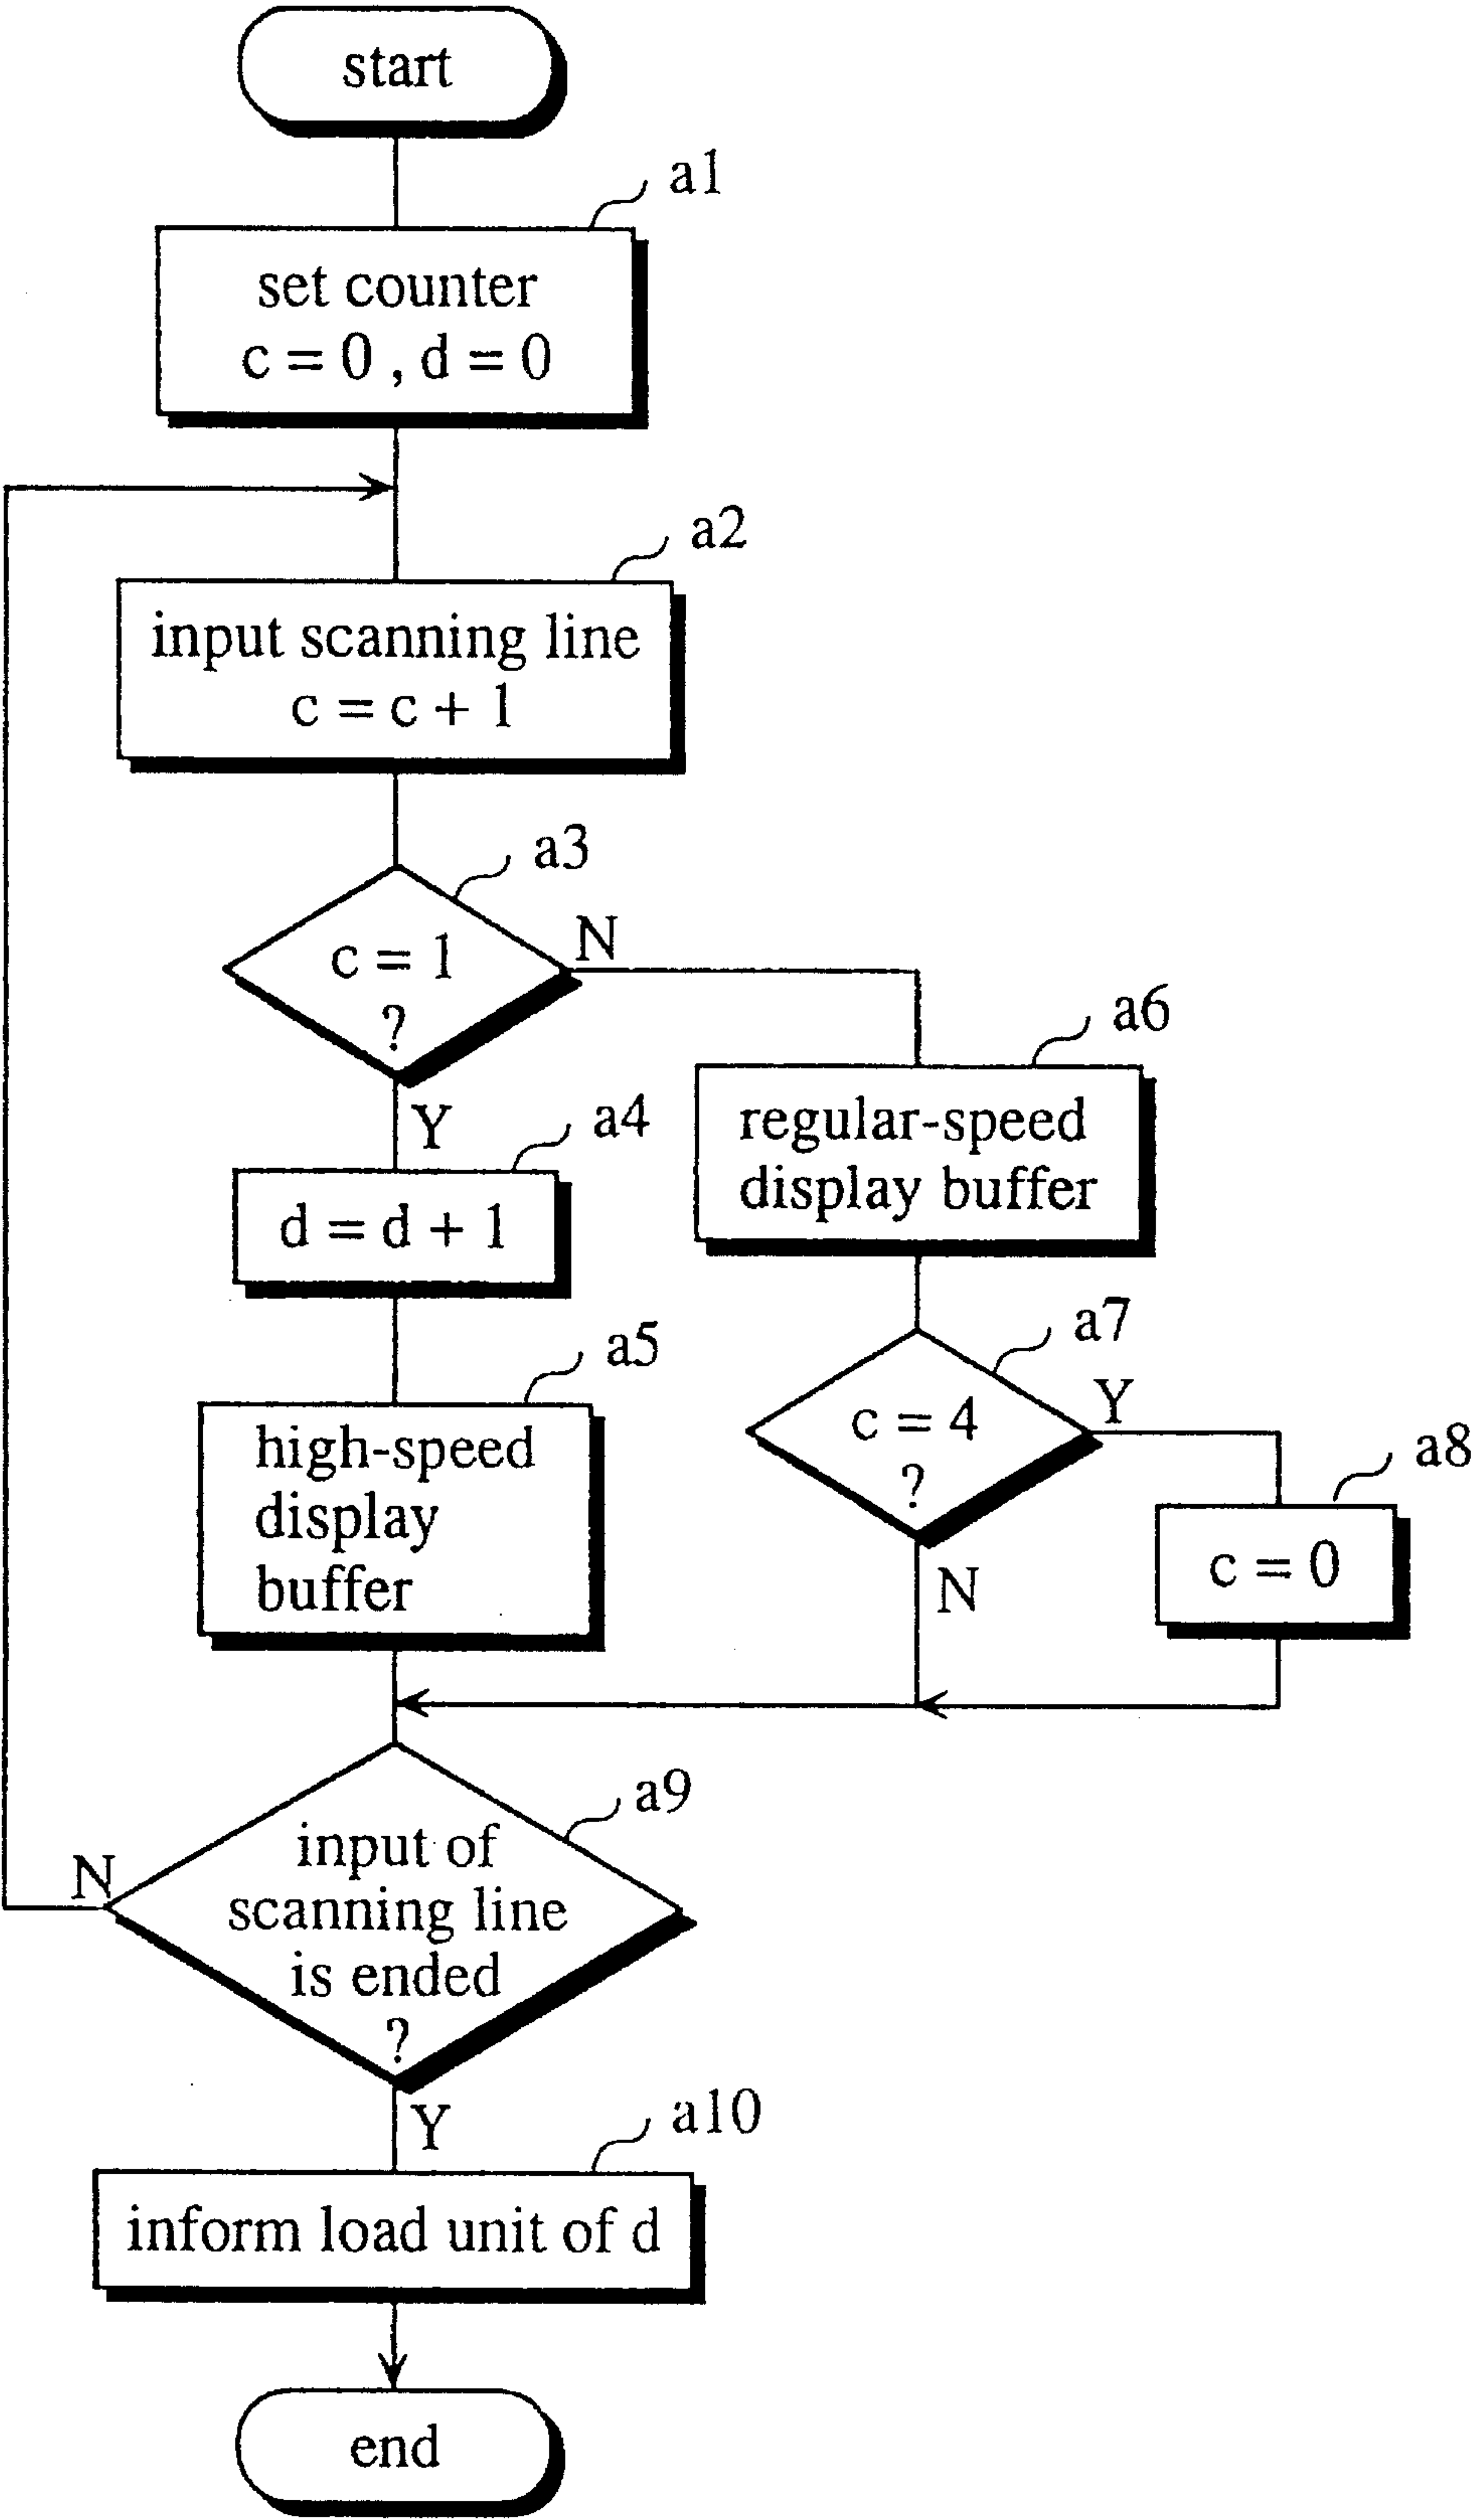 start
a1
set counter
c = 0 , d = 0
a2
input scanning line
c = c + 1
a3
c = 1
?
N
Y
a4
d = d + 1
a5
high-speed
display
buffer
a6
regular-speed
display buffer
a7
c = 4
?
Y
N
a8
c = 0
a9
input of
scanning line
is ended
?
N
Y
a10
inform load unit of d
end